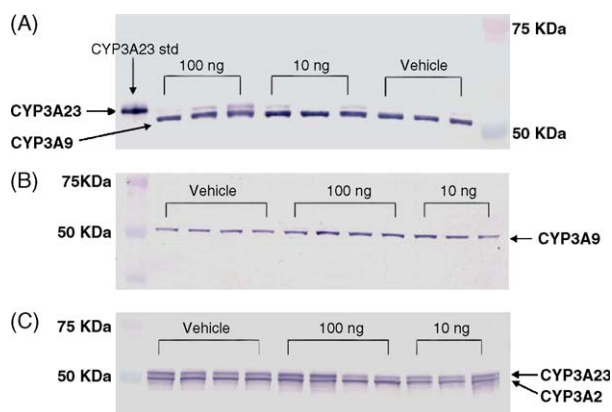 (A)
CYP3A23 std
100 ng
10 ng
Vehicle
75 KDa
CYP3A23
CYP3A9
50 KDa
(B)
75KDa
Vehicle
100 ng
10 ng
50 KDa
CYP3A9
(C)
75 KDa
Vehicle
100 ng
10 ng
50 KDa
CYP3A23
CYP3A2